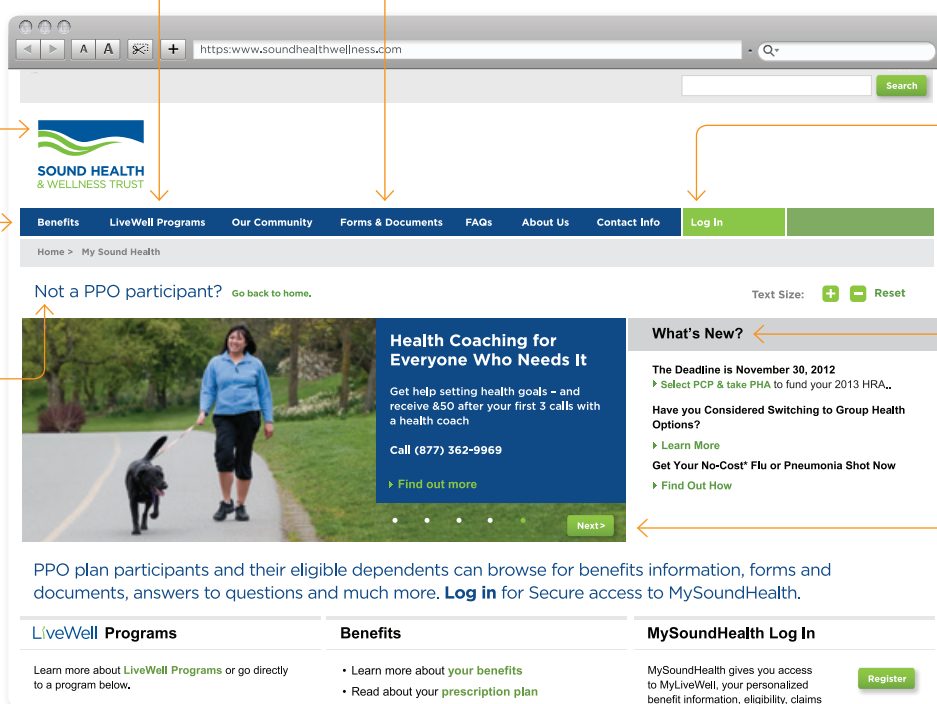 A A +
https:www.soundhealthwellness.com
Search
SOUND HEALTH
& WELLNESS TRUST
Benefits LiveWell Programs Our Community Forms & Documents FAQs About Us Contact Info Log In
Home > My Sound Health
Not a PPO participant? Go back to home.
Text Size: + − Reset
Health Coaching for
Everyone Who Needs It
Get help setting health goals – and
receive &50 after your first 3 calls with
a health coach
Call (877) 362-9969
Find out more
Next>
What's New?
The Deadline is November 30, 2012
Select PCP & take PHA to fund your 2013 HRA..
Have you Considered Switching to Group Health
Options?
Learn More
Get Your No-Cost* Flu or Pneumonia Shot Now
Find Out How
PPO plan participants and their eligible dependents can browse for benefits information, forms and
documents, answers to questions and much more. Log in for Secure access to MySoundHealth.
LiveWell Programs
Learn more about LiveWell Programs or go directly
to a program below.
Benefits
• Learn more about your benefits
• Read about your prescription plan
MySoundHealth Log In
MySoundHealth gives you access
to MyLiveWell, your personalized
benefit information, eligibility, claims
Register